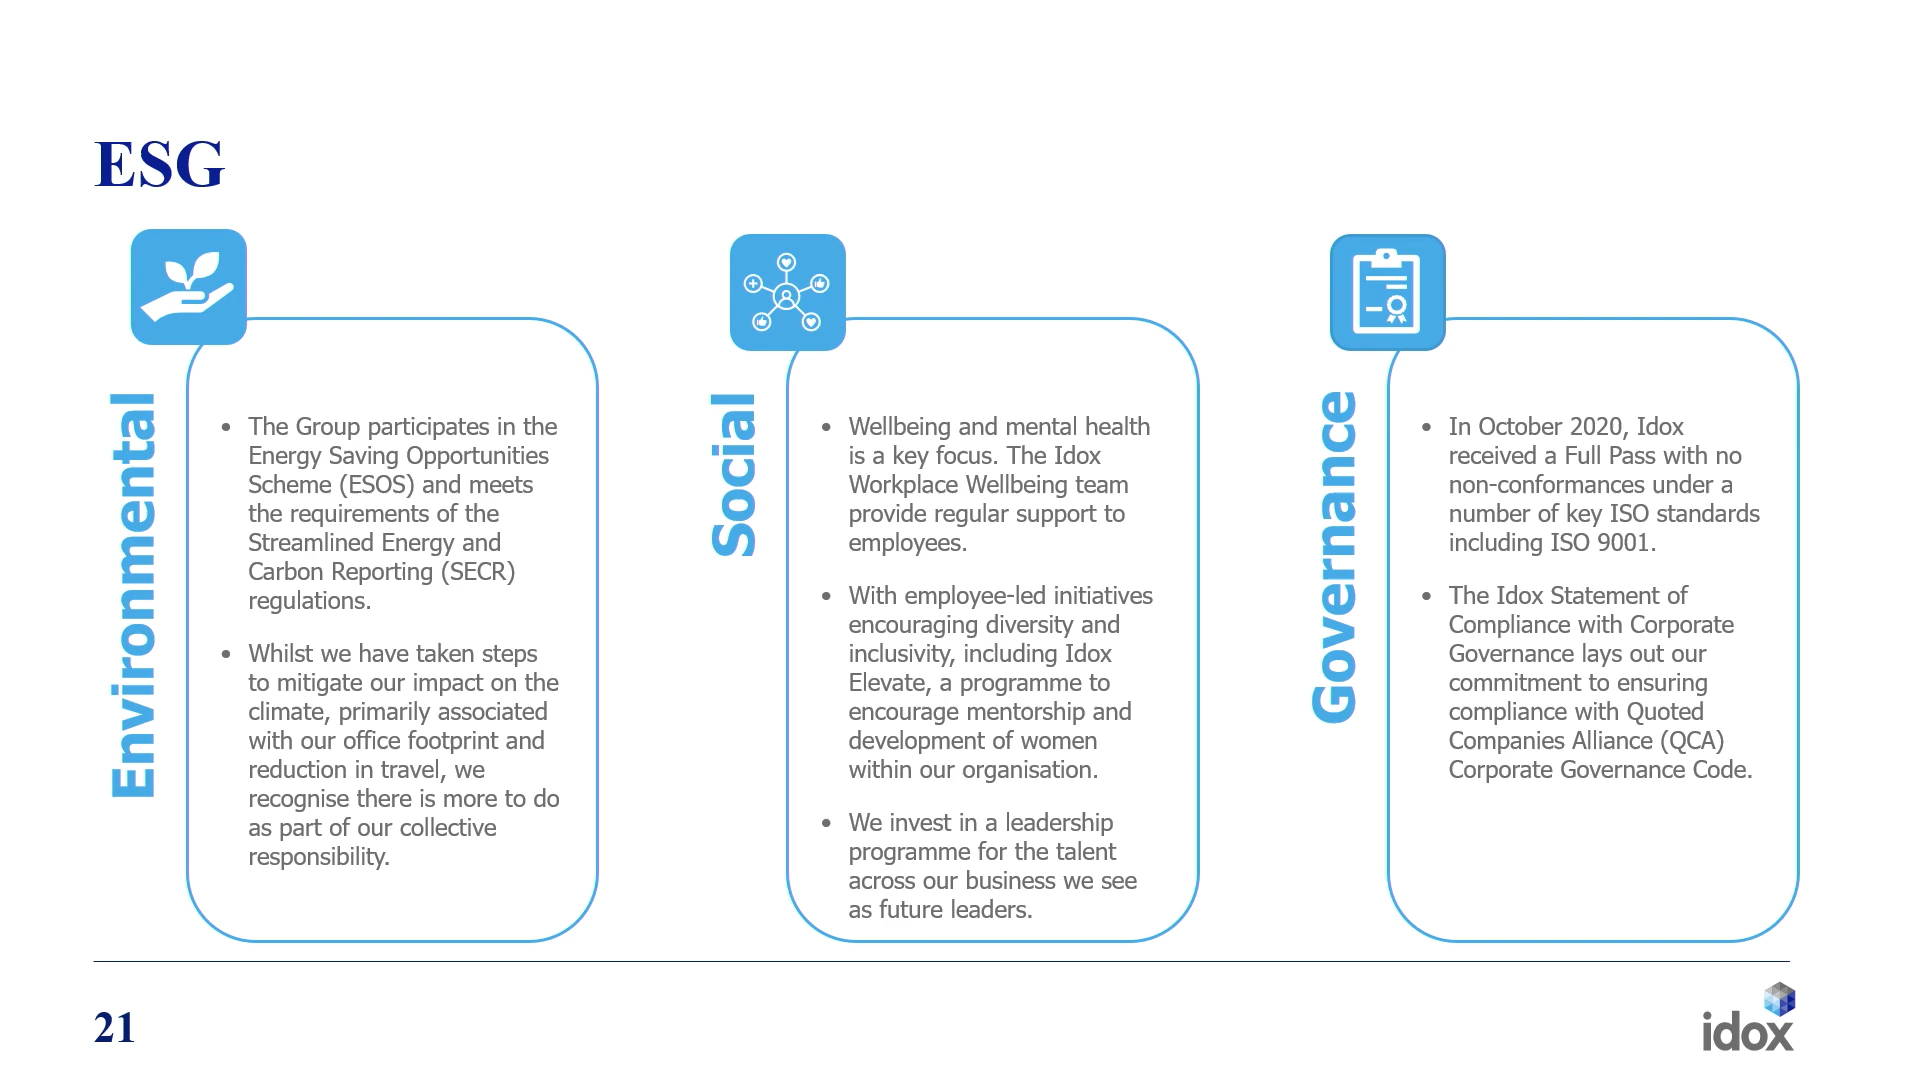 ESG
Environmental
• The Group participates in the
Energy Saving Opportunities
Scheme (ESOS) and meets
the requirements of the
Streamlined Energy and
Carbon Reporting (SECR)
regulations.
• Whilst we have taken steps
to mitigate our impact on the
climate, primarily associated
with our office footprint and
reduction in travel, we
recognise there is more to do
as part of our collective
responsibility.
Social
• Wellbeing and mental health
is a key focus. The Idox
Workplace Wellbeing team
provide regular support to
employees.
• With employee-led initiatives
encouraging diversity and
inclusivity, including Idox
Elevate, a programme to
encourage mentorship and
development of women
within our organisation.
• We invest in a leadership
programme for the talent
across our business we see
as future leaders.
Governance
• In October 2020, Idox
received a Full Pass with no
non-conformances under a
number of key ISO standards
including ISO 9001.
• The Idox Statement of
Compliance with Corporate
Governance lays out our
commitment to ensuring
compliance with Quoted
Companies Alliance (QCA)
Corporate Governance Code.
21
idox